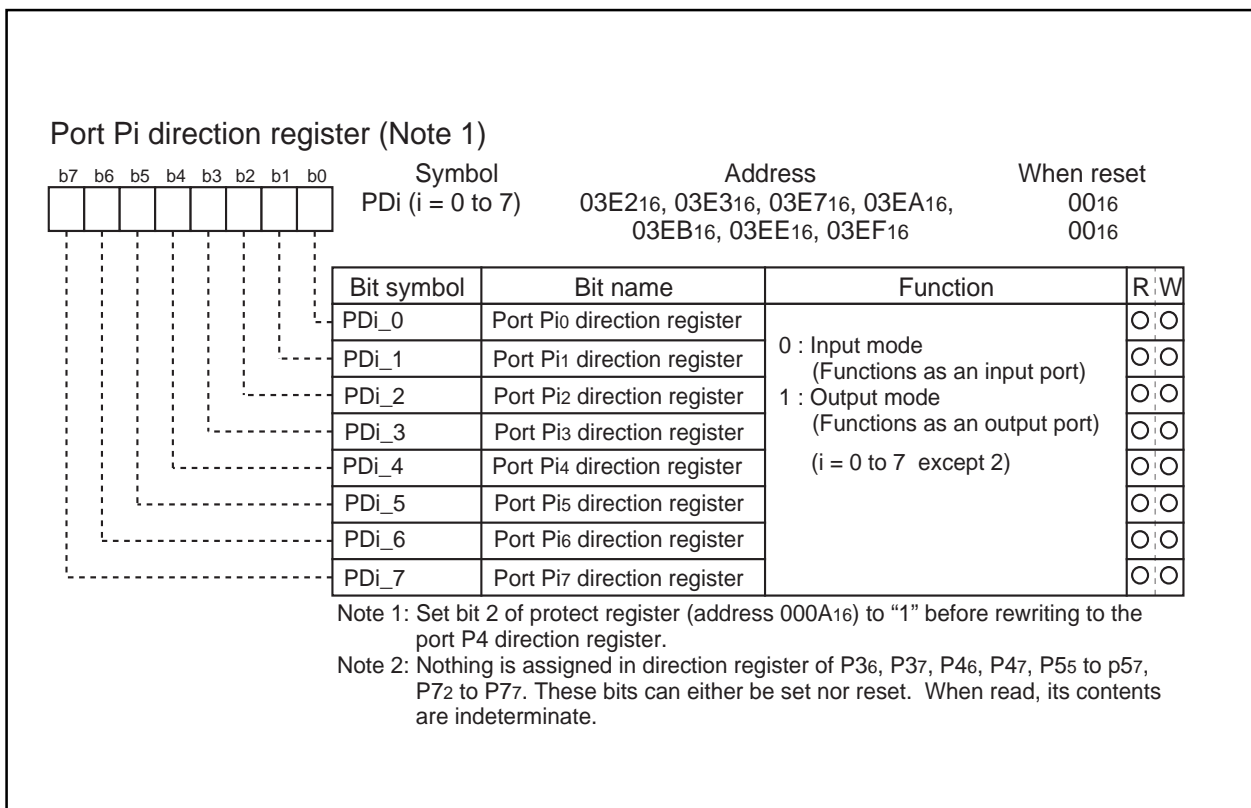 Port Pi direction register (Note 1)
b7 b6 b5 b4 b3 b2 b1 b0
Symbol Address When reset
PDi (i = 0 to 7) 03E216, 03E316, 03E716, 03EA16, 0016
03EB16, 03EE16, 03EF16 0016
Bit symbol Bit name Function R W
PDi_0 Port Pi0 direction register
PDi_1 Port Pi1 direction register
PDi_2 Port Pi2 direction register
PDi_3 Port Pi3 direction register
PDi_4 Port Pi4 direction register
PDi_5 Port Pi5 direction register
PDi_6 Port Pi6 direction register
PDi_7 Port Pi7 direction register
0 : Input mode
(Functions as an input port)
1 : Output mode
(Functions as an output port)
(i = 0 to 7 except 2)
Note 1: Set bit 2 of protect register (address 000A16) to “1” before rewriting to the
port P4 direction register.
Note 2: Nothing is assigned in direction register of P36, P37, P46, P47, P55 to p57,
P72 to P77. These bits can either be set nor reset. When read, its contents
are indeterminate.